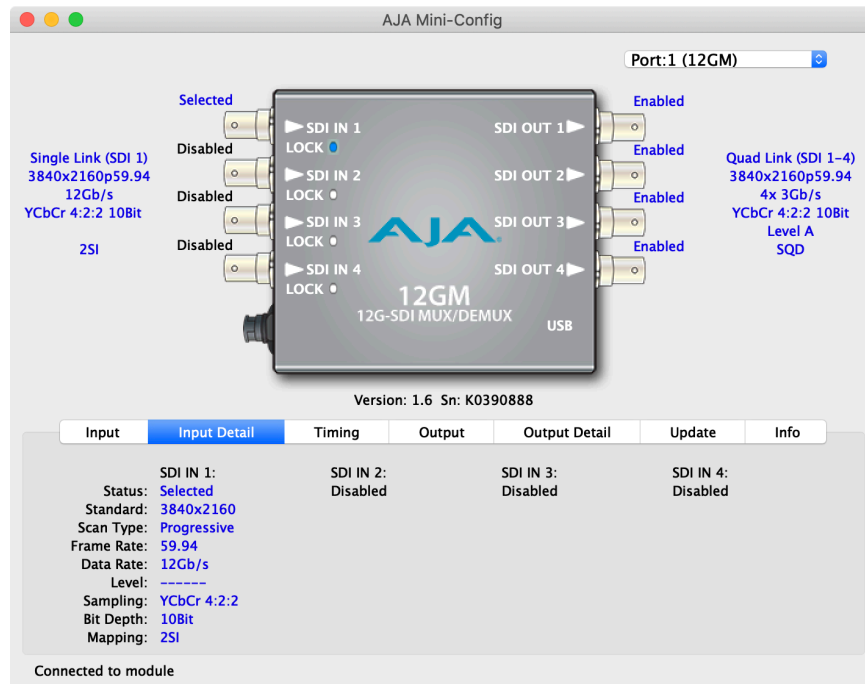 AJA Mini-Config
Port:1 (12GM)
Selected
Enabled
SDI IN 1
SDI OUT 1
LOCK
Disabled
Enabled
SDI IN 2
SDI OUT 2
LOCK
Disabled
Enabled
SDI IN 3
SDI OUT 3
LOCK
Disabled
Enabled
SDI IN 4
SDI OUT 4
LOCK
Single Link (SDI 1)
3840x2160p59.94
12Gb/s
YCbCr 4:2:2 10Bit
2SI
Quad Link (SDI 1-4)
3840x2160p59.94
4x 3Gb/s
YCbCr 4:2:2 10Bit
Level A
SQD
AJA
12GM
12G-SDI MUX/DEMUX
USB
Version: 1.6 Sn: K0390888
Input Input Detail Timing Output Output Detail Update Info
SDI IN 1: SDI IN 2: SDI IN 3: SDI IN 4:
Status: Selected Disabled Disabled Disabled
Standard: 3840x2160
Scan Type: Progressive
Frame Rate: 59.94
Data Rate: 12Gb/s
Level: ------
Sampling: YCbCr 4:2:2
Bit Depth: 10Bit
Mapping: 2SI
Connected to module